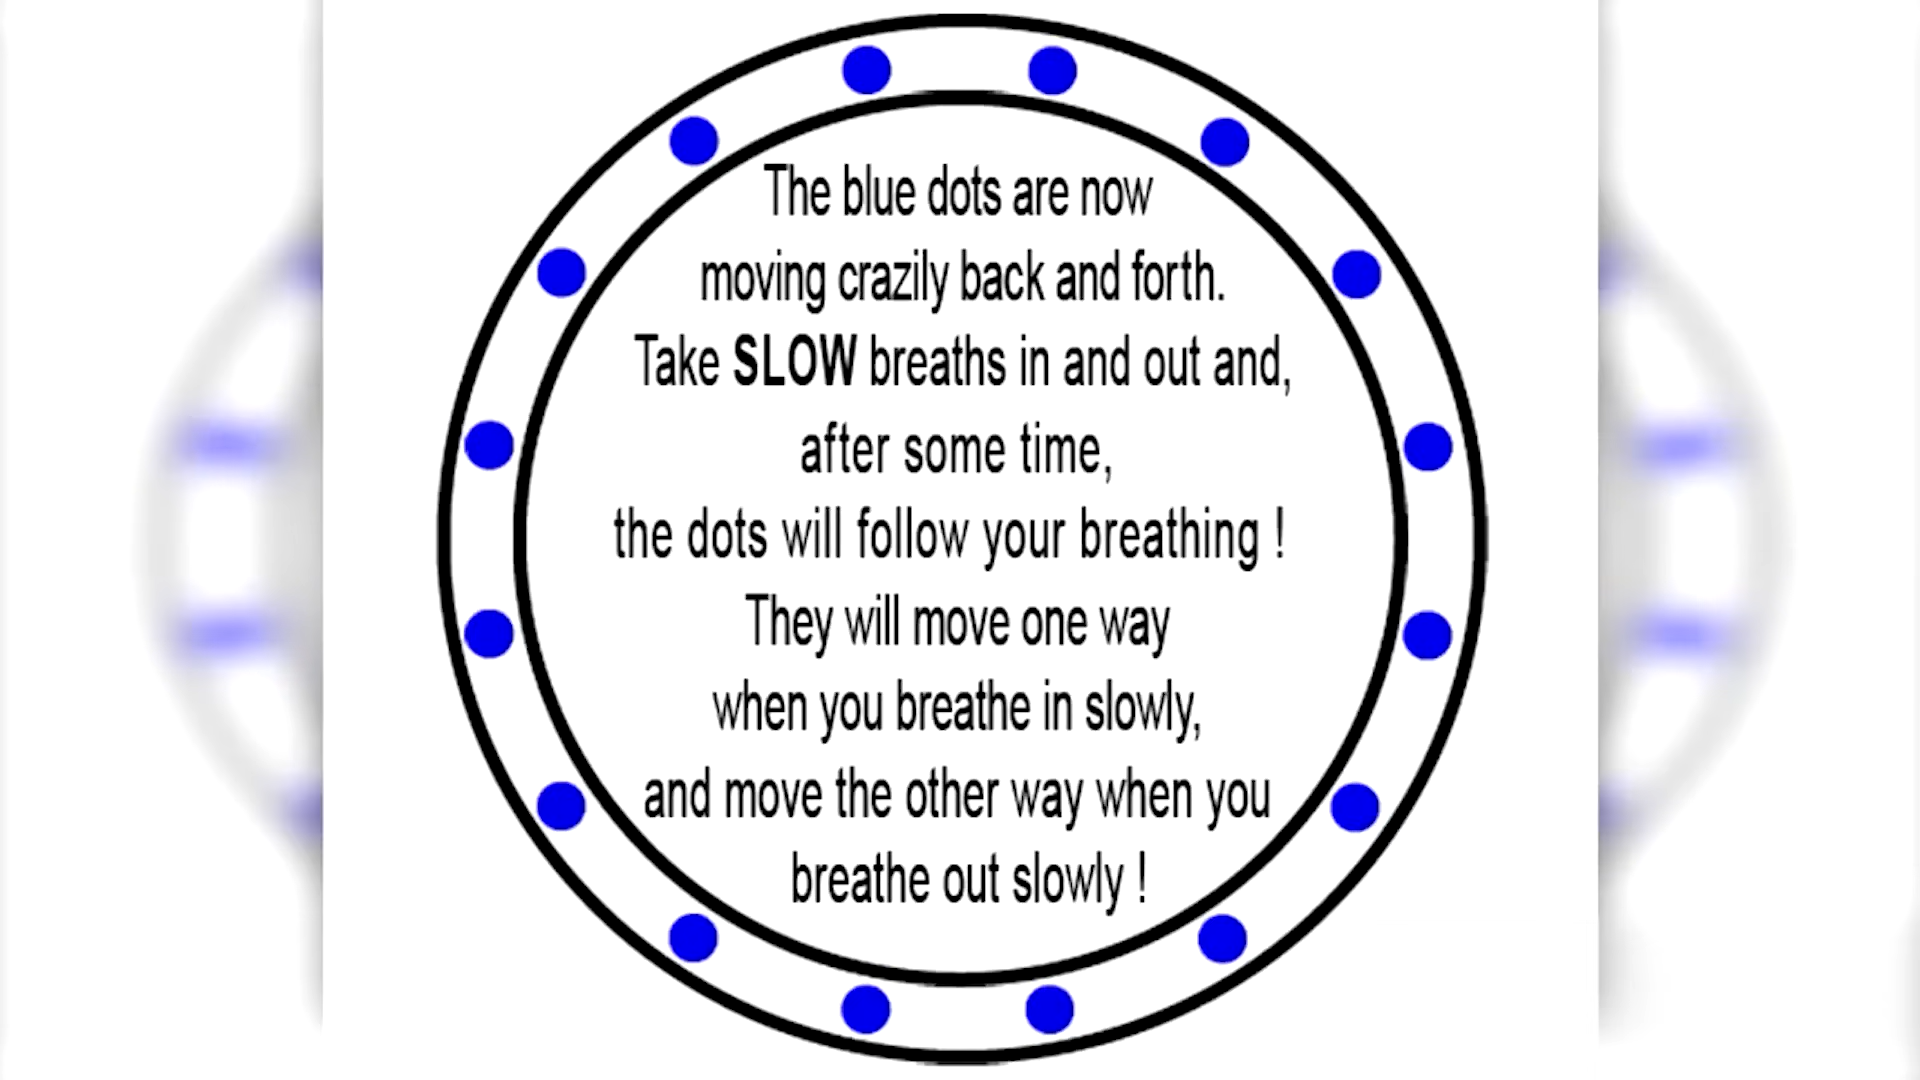 The blue dots are now
moving crazily back and forth.
Take SLOW breaths in and out and,
after some time,
the dots will follow your breathing !
They will move one way
when you breathe in slowly,
and move the other way when you
breathe out slowly !